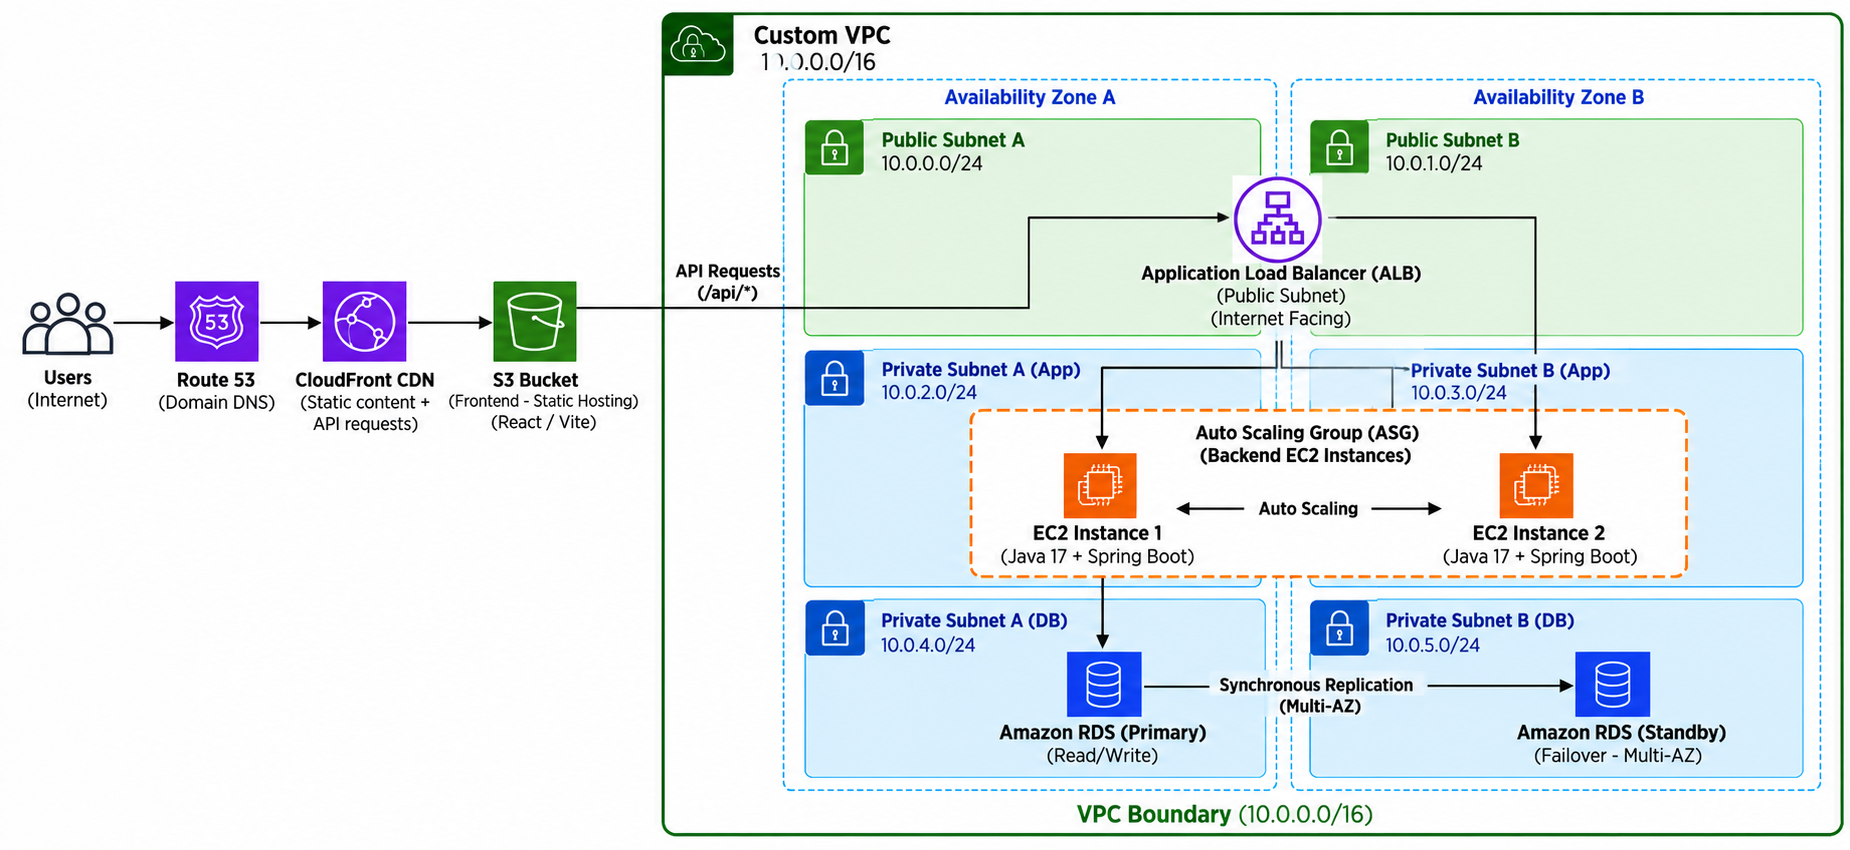 Custom VPC
10.0.0.0/16
Availability Zone A
Availability Zone B
Public Subnet A
10.0.0.0/24
Public Subnet B
10.0.1.0/24
API Requests
(/api/*)
Application Load Balancer (ALB)
(Public Subnet)
(Internet Facing)
53
Users
(Internet)
Route 53
(Domain DNS)
CloudFront CDN
(Static content +
API requests)
S3 Bucket
(Frontend - Static Hosting)
(React / Vite)
Private Subnet A (App)
10.0.2.0/24
Private Subnet B (App)
10.0.3.0/24
Auto Scaling Group (ASG)
(Backend EC2 Instances)
Auto Scaling
EC2 Instance 1
(Java 17 + Spring Boot)
EC2 Instance 2
(Java 17 + Spring Boot)
Private Subnet A (DB)
10.0.4.0/24
Private Subnet B (DB)
10.0.5.0/24
Synchronous Replication
(Multi-AZ)
Amazon RDS (Primary)
(Read/Write)
Amazon RDS (Standby)
(Failover - Multi-AZ)
VPC Boundary (10.0.0.0/16)